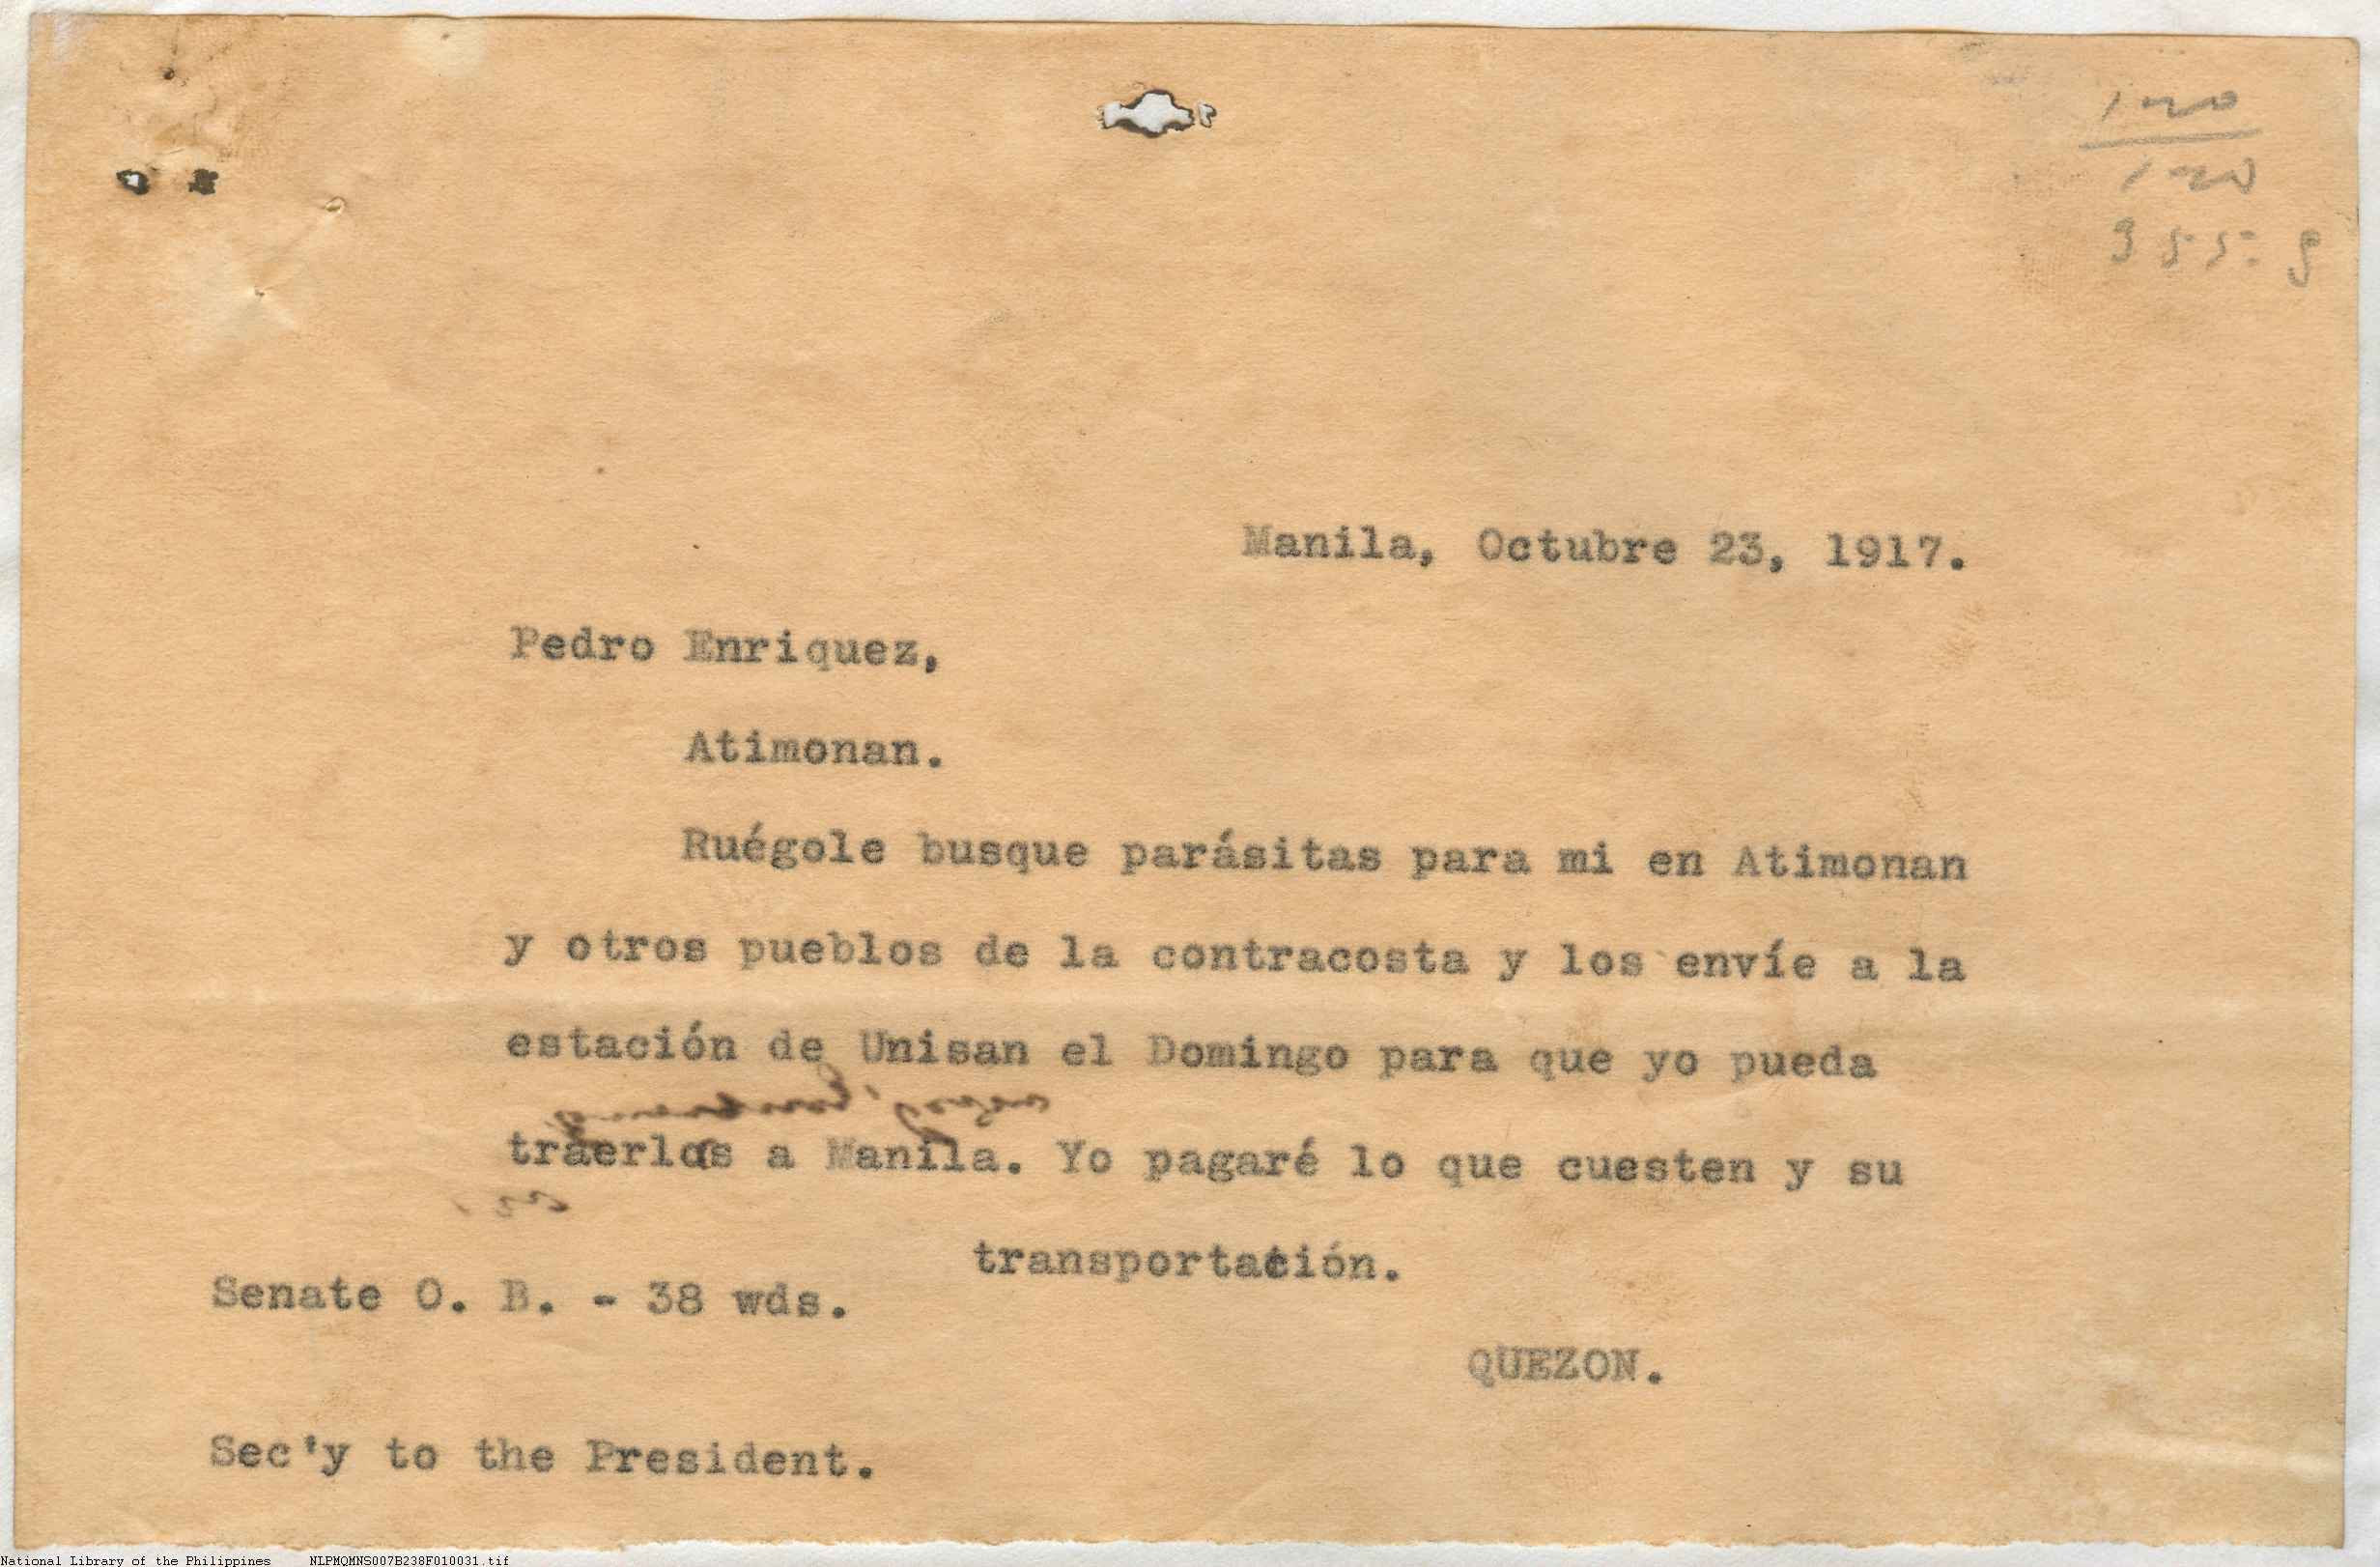 Manila, Octubre 23, 1917.
Pedro Enriquez,
Atimonan.
Ruégole busque parásitas para mi en Atimonan
y otros pueblos de la contracosta y los envíe a la
estación de Unisan el Domingo para que yo pueda
traerlos a Manila. Yo pagaré lo que cuesten y su
transportación.
Senate O. B. - 38 wds.
QUEZON.
Sec'y to the President.
National Library of the Philippines NLPMQMNS007B238F010031.tif